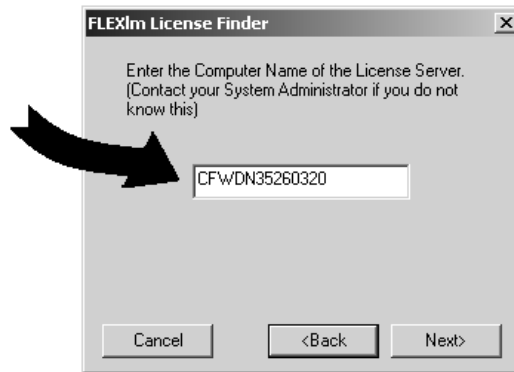 FLEXlm License Finder
Enter the Computer Name of the License Server.
(Contact your System Administrator if you do not
know this)
CFWDN35260320
Cancel
<Back
Next>